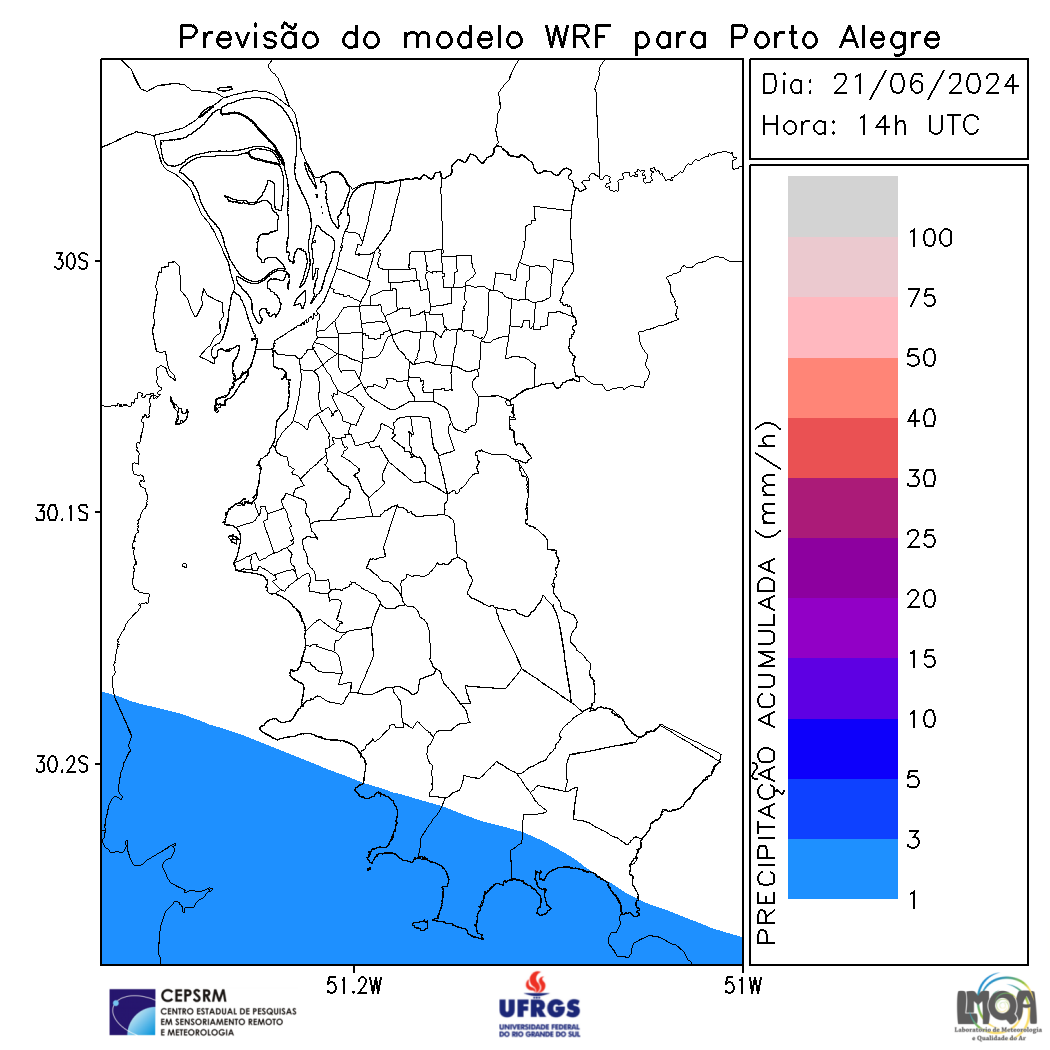 Previsão do modelo WRF para Porto Alegre
Dia: 21/06/2024
Hora: 14h UTC
30S
30.1S
30.2S
51.2W
51W
PRECIPITAÇÃO ACUMULADA (mm/h)
100
75
50
40
30
25
20
15
10
5
3
1
CEPSRM
CENTRO ESTADUAL DE PESQUISAS
EM SENSORIAMENTO REMOTO
E METEOROLOGIA
UFRGS
UNIVERSIDADE FEDERAL
DO RIO GRANDE DO SUL
LMQA
Laboratório de Meteorologia
e Qualidade do Ar